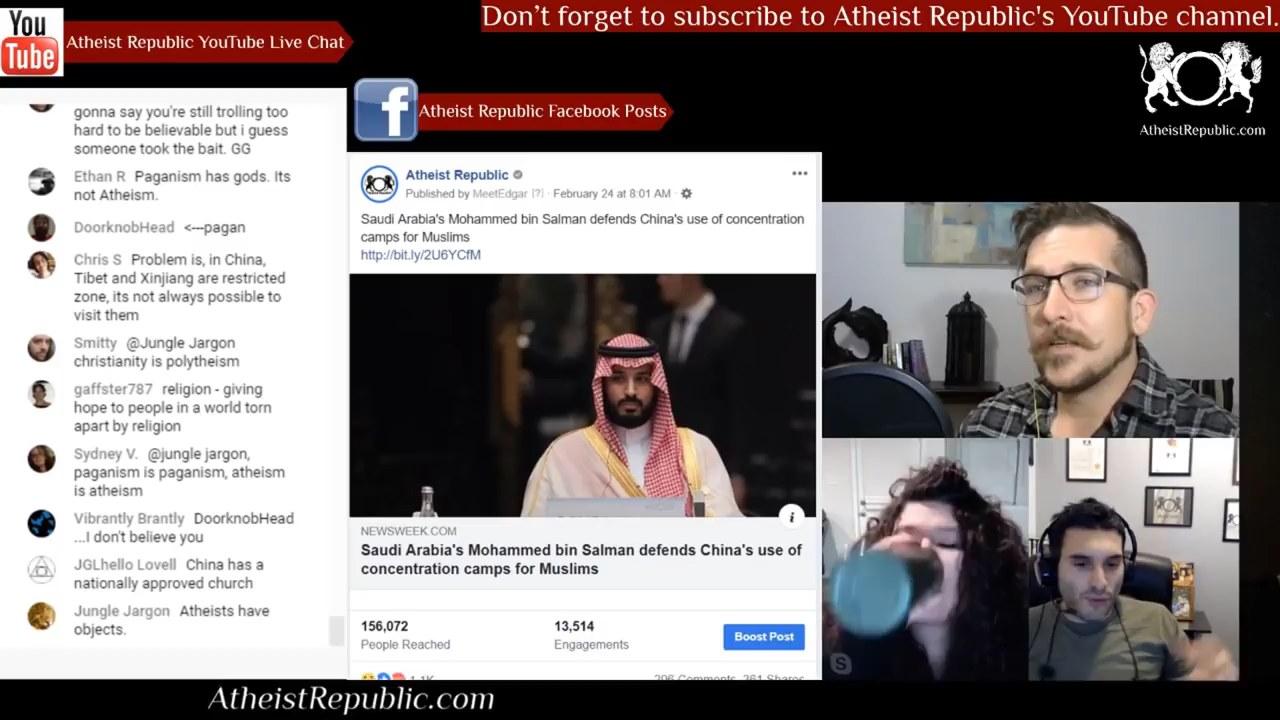 Don't forget to subscribe to Atheist Republic's YouTube channel.
You
Tube
Atheist Republic YouTube Live Chat
AtheistRepublic.com
f
Atheist Republic Facebook Posts
gonna say you're still trolling too
hard to be believable but i guess
someone took the bait. GG
Ethan R Paganism has gods. Its
not Atheism.
DoorknobHead <---pagan
Chris S Problem is, in China,
Tibet and Xinjiang are restricted
zone, its not always possible to
visit them
Smitty @Jungle Jargon
christianity is polytheism
gaffster787 religion - giving
hope to people in a world torn
apart by religion
Sydney V. @jungle jargon,
paganism is paganism, atheism
is atheism
Vibrantly Brantly DoorknobHead
...I don't believe you
JGLhello Lovell China has a
nationally approved church
Jungle Jargon Atheists have
objects.
Atheist Republic
Published by MeetEdgar [?] · February 24 at 8:01 AM ·
Saudi Arabia's Mohammed bin Salman defends China's use of concentration
camps for Muslims
http://bit.ly/2U6YCfM
i
NEWSWEEK.COM
Saudi Arabia's Mohammed bin Salman defends China's use of
concentration camps for Muslims
156,072
People Reached
13,514
Engagements
Boost Post
1.1K
296 Comments 361 Shares
S
AtheistRepublic.com